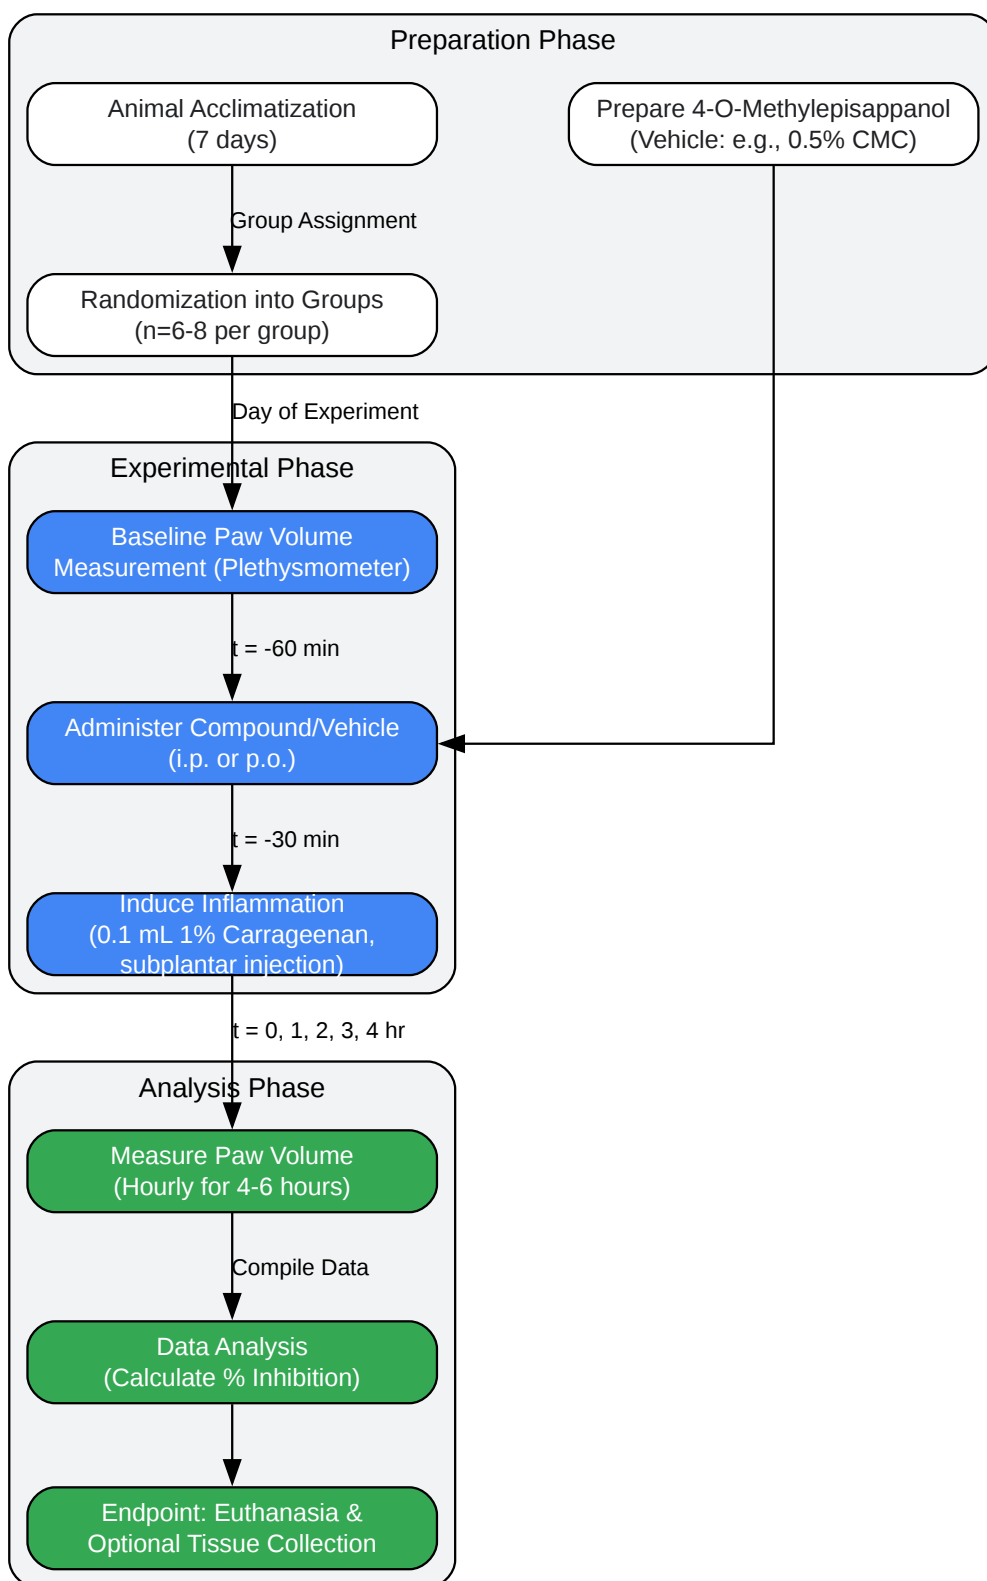 Preparation Phase
Animal Acclimatization
(7 days)
Prepare 4-O-Methylepisappanol
(Vehicle: e.g., 0.5% CMC)
Group Assignment
Randomization into Groups
(n=6-8 per group)
Day of Experiment
Experimental Phase
Baseline Paw Volume
Measurement (Plethysmometer)
t = -60 min
Administer Compound/Vehicle
(i.p. or p.o.)
t = -30 min
Induce Inflammation
(0.1 mL 1% Carrageenan,
subplantar injection)
t = 0, 1, 2, 3, 4 hr
Analysis Phase
Measure Paw Volume
(Hourly for 4-6 hours)
Compile Data
Data Analysis
(Calculate % Inhibition)
Endpoint: Euthanasia &
Optional Tissue Collection